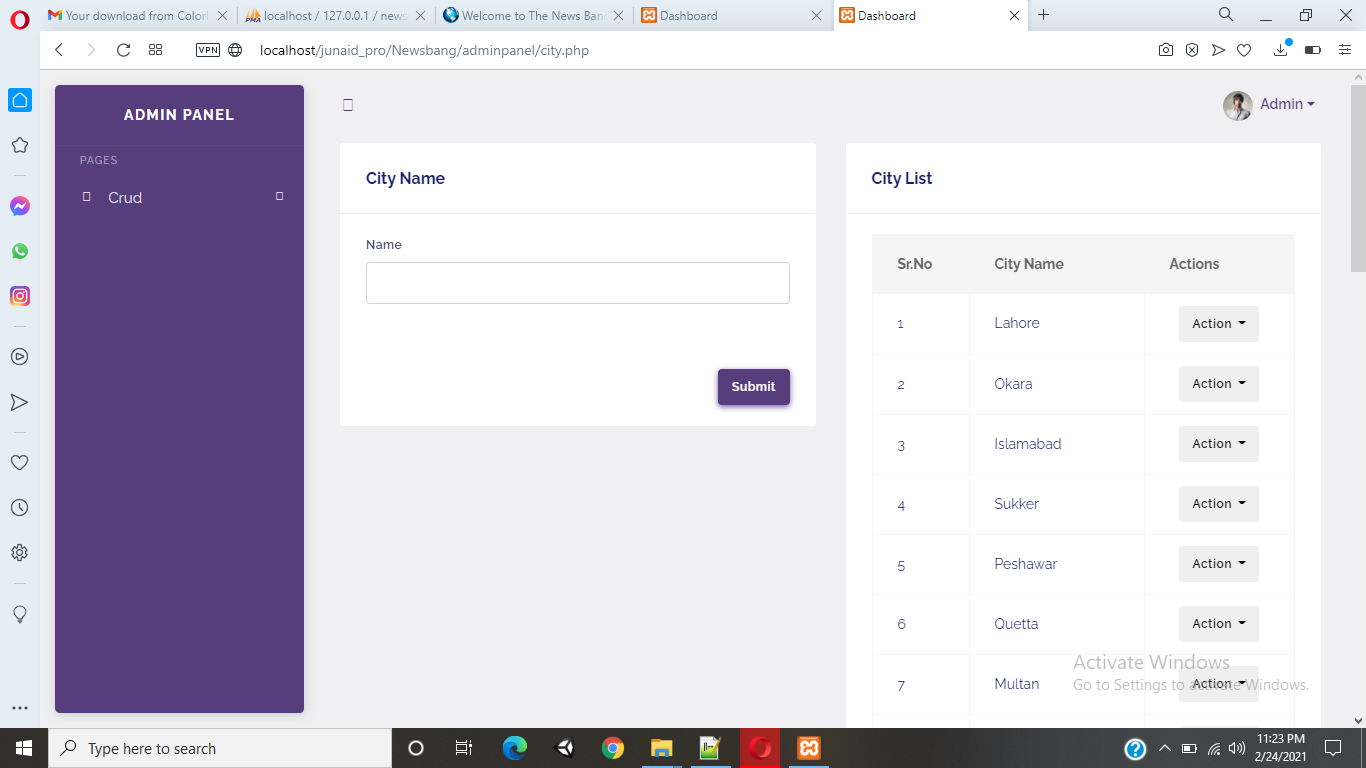 Your download from Colorl
localhost / 127.0.0.1 / news
Welcome to The News Ban
Dashboard
Dashboard
VPN
localhost/junaid_pro/Newsbang/adminpanel/city.php
ADMIN PANEL
Admin
PAGES
Crud
City Name
Name
Submit
City List
Sr.No City Name Actions
1 Lahore Action
2 Okara Action
3 Islamabad Action
4 Sukker Action
5 Peshawar Action
6 Quetta Action
7 Multan Action
Activate Windows
Go to Settings to activate Windows.
Type here to search
11:23 PM
2/24/2021